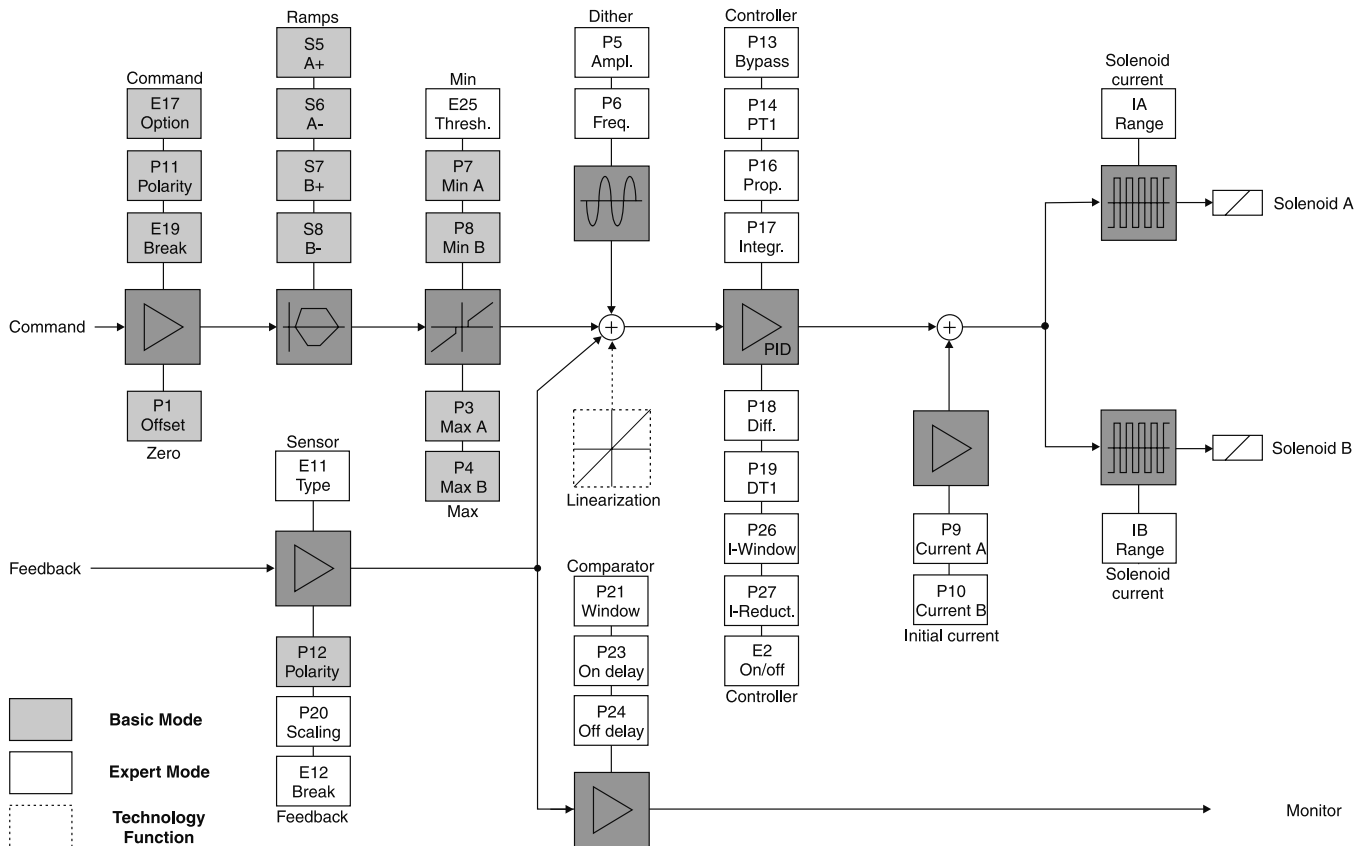 Ramps
S5
A+
S6
A-
S7
B+
S8
B-
Command
E17
Option
P11
Polarity
E19
Break
Command
P1
Offset
Zero
Min
E25
Thresh.
P7
Min A
P8
Min B
P3
Max A
P4
Max B
Max
Dither
P5
Ampl.
P6
Freq.
Linearization
Controller
P13
Bypass
P14
PT1
P16
Prop.
P17
Integr.
PID
P18
Diff.
P19
DT1
P26
I-Window
P27
I-Reduct.
E2
On/off
Controller
P9
Current A
P10
Current B
Initial current
Solenoid
current
IA
Range
Solenoid A
Solenoid B
IB
Range
Solenoid
current
Sensor
E11
Type
Feedback
P12
Polarity
P20
Scaling
E12
Break
Feedback
Comparator
P21
Window
P23
On delay
P24
Off delay
Monitor
Basic Mode
Expert Mode
Technology
Function